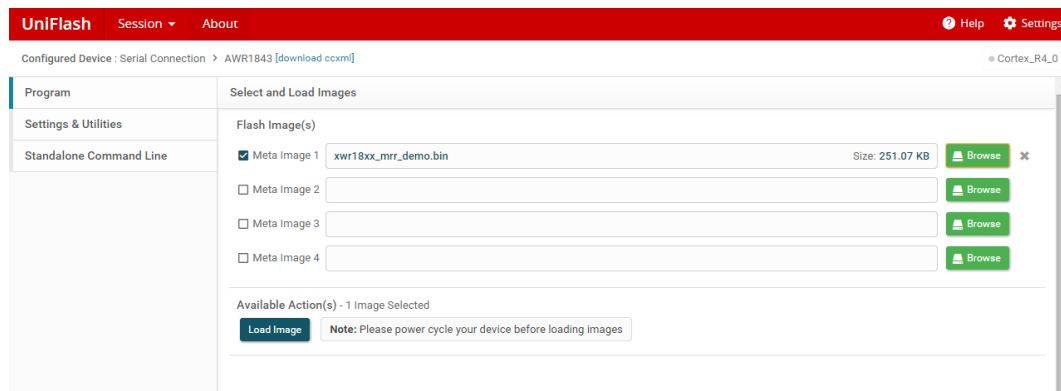 UniFlash Session About Help Settings
Configured Device : Serial Connection > AWR1843 [download ccxml] Cortex_R4_0
Program
Settings & Utilities
Standalone Command Line
Select and Load Images
Flash Image(s)
Meta Image 1 xwr18xx_mrr_demo.bin Size: 251.07 KB Browse
Meta Image 2 Browse
Meta Image 3 Browse
Meta Image 4 Browse
Available Action(s) - 1 Image Selected
Load Image Note: Please power cycle your device before loading images